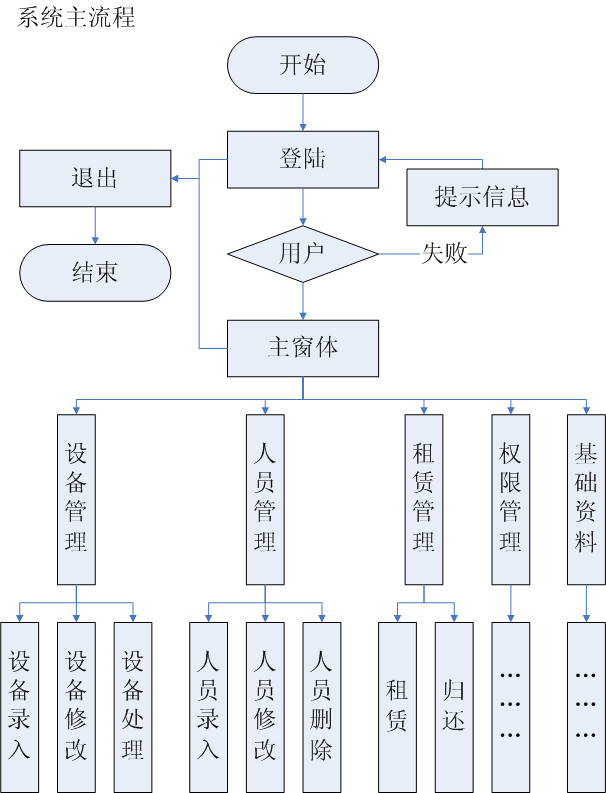 系统主流程
开始
登陆
退出
提示信息
用户
失败
结束
主窗体
设备管理
人员管理
租赁管理
权限管理
基础资料
设备录入
设备修改
设备处理
人员录入
人员修改
人员删除
租赁
归还
………
………